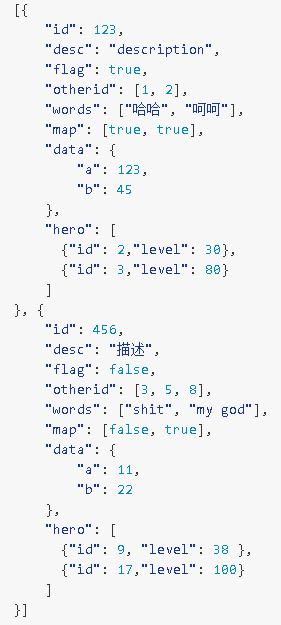 [{
    "id": 123,
    "desc": "description",
    "flag": true,
    "otherid": [1, 2],
    "words": ["哈哈", "呵呵"],
    "map": [true, true],
    "data": {
        "a": 123,
        "b": 45
    },
    "hero": [
      {"id": 2,"level": 30},
      {"id": 3,"level": 80}
    ]
}, {
    "id": 456,
    "desc": "描述",
    "flag": false,
    "otherid": [3, 5, 8],
    "words": ["shit", "my god"],
    "map": [false, true],
    "data": {
        "a": 11,
        "b": 22
    },
    "hero": [
      {"id": 9, "level": 38 },
      {"id": 17,"level": 100}
    ]
}]